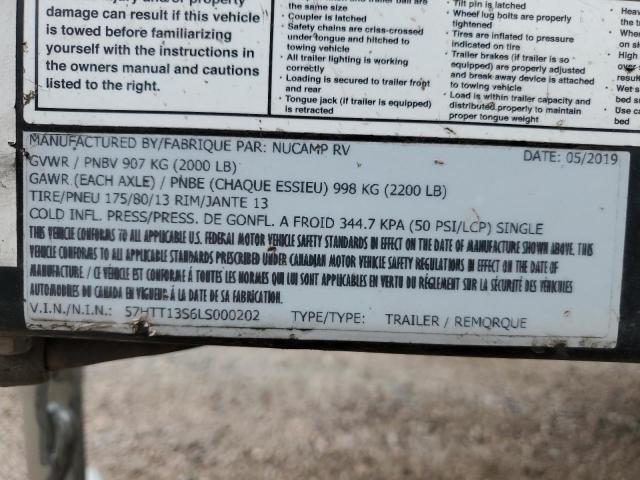 damage can result if this vehicle
is towed before familiarizing
yourself with the instructions in
the owners manual and cautions
listed to the right.
the same size
• Coupler is latched
• Safety chains are criss-crossed
under tongue and hitched to
towing vehicle
• All trailer lighting is working
correctly
• Loading is secured to trailer front
and rear
• Tongue jack (if trailer is equipped)
is retracted
• Tilt pin is latched
• Wheel lug bolts are properly
tightened
• Tires are inflated to pressure
indicated on tire
• Trailer brakes (if trailer is so
equipped) are properly adjusted
and break away device is attached
to towing vehicle
• Load is within trailer capacity and
distributed to properly maintain
tongue weight
MANUFACTURED BY/FABRIQUE PAR: NUCAMP RV
DATE: 05/2019
GVWR / PNBV 907 KG (2000 LB)
GAWR (EACH AXLE) / PNBE (CHAQUE ESSIEU) 998 KG (2200 LB)
TIRE/PNEU 175/80/13 RIM/JANTE 13
COLD INFL. PRESS/PRESS. DE GONFL. A FROID 344.7 KPA (50 PSI/LCP) SINGLE
THIS VEHICLE CONFORMS TO ALL APPLICABLE U.S. FEDERAL MOTOR VEHICLE SAFETY STANDARDS IN EFFECT ON THE DATE OF MANUFACTURE SHOWN ABOVE. THIS
VEHICLE CONFORMS TO ALL APPLICABLE STANDARDS PRESCRIBED UNDER CANADIAN MOTOR VEHICLE SAFETY REGULATIONS IN EFFECT ON THE DATE OF
MANUFACTURE. / CE VÉHICULE EST CONFORME À TOUTES LES NORMES QUI LUI SONT APPLICABLES EN VERTU DU RÉGLEMENT SUR LA SÉCURITÉ DES VÉHICULES
AUTOMOBILES DU CANADA EN VIGUEUR À LA DATE DE SA FABRICATION.
V.I.N./N.I.N.: 57HTT13S6LS000202 TYPE/TYPE: TRAILER / REMORQUE